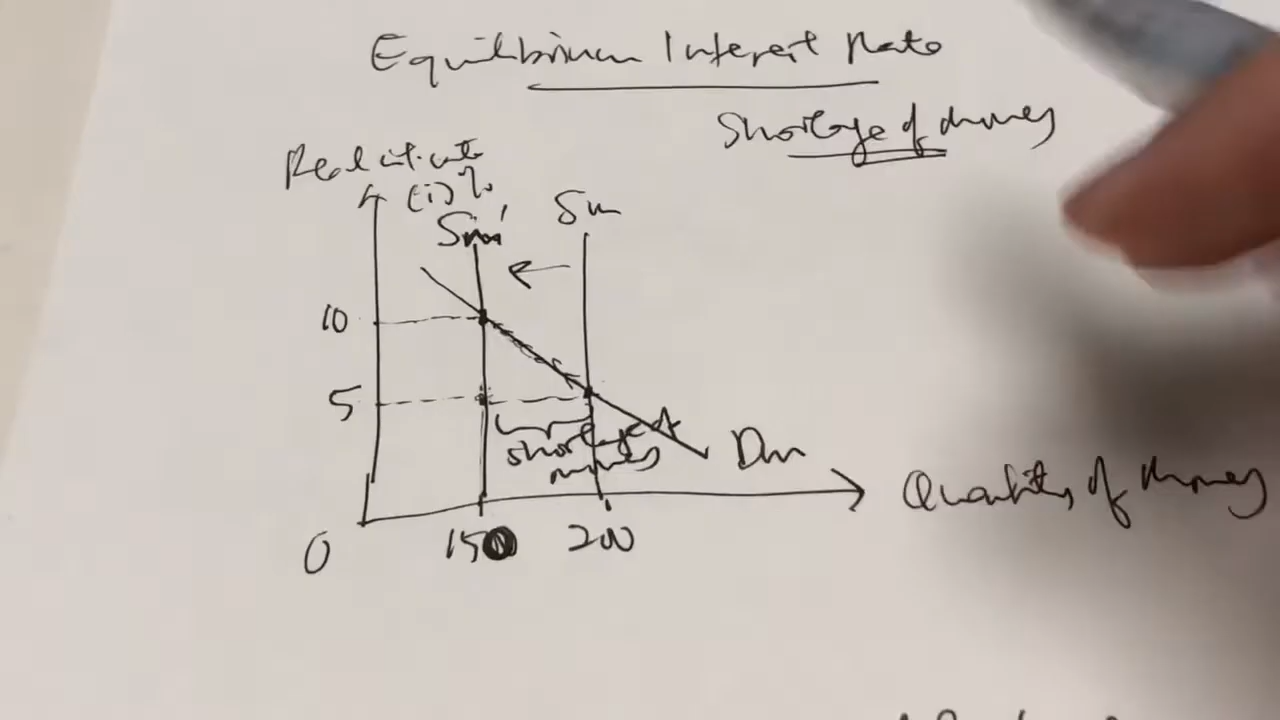 Equilibrium Interest Rate
Shortage of money
Real int. rate
(i) %
Sm'
Sm
10
5
shortage of
money
Dm
Quantity of money
0
150
200